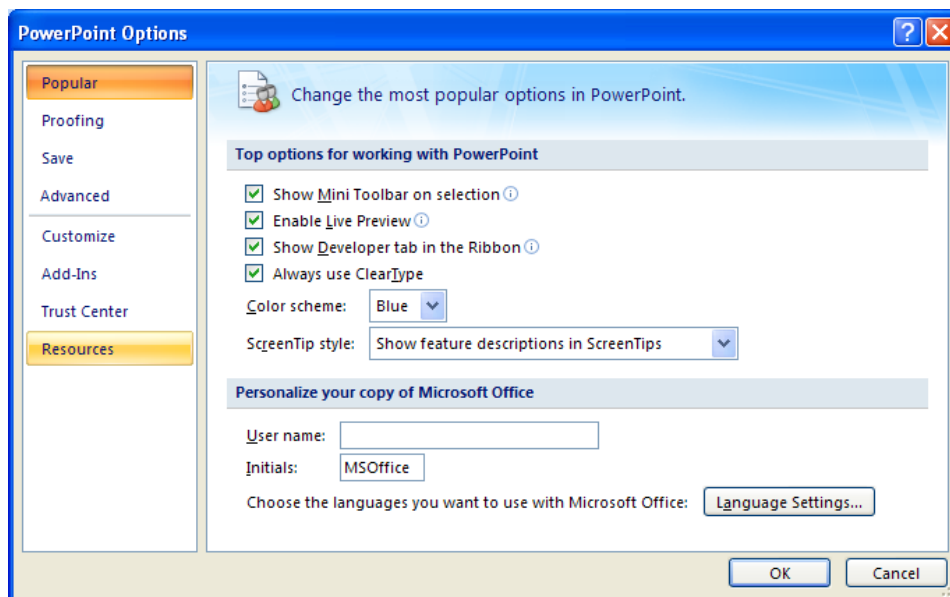 PowerPoint Options
Popular
Proofing
Save
Advanced
Customize
Add-Ins
Trust Center
Resources
Change the most popular options in PowerPoint.
Top options for working with PowerPoint
Show Mini Toolbar on selection
Enable Live Preview
Show Developer tab in the Ribbon
Always use ClearType
Color scheme: Blue
ScreenTip style: Show feature descriptions in ScreenTips
Personalize your copy of Microsoft Office
User name:
Initials: MSOffice
Choose the languages you want to use with Microsoft Office: Language Settings...
OK Cancel